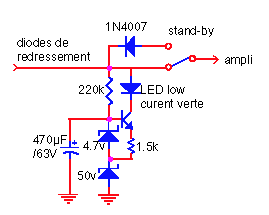 1N4007
diodes de
redressement
stand-by
ampli
220k
LED low
curent verte
470µF
/63V
4.7v
1.5k
50v